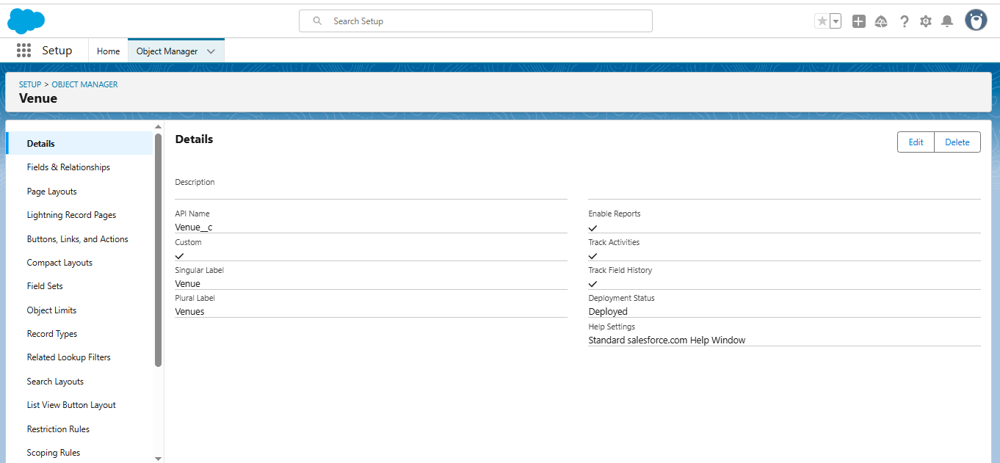 Search Setup
Setup
Home
Object Manager
SETUP > OBJECT MANAGER
Venue
Details
Fields & Relationships
Page Layouts
Lightning Record Pages
Buttons, Links, and Actions
Compact Layouts
Field Sets
Object Limits
Record Types
Related Lookup Filters
Search Layouts
List View Button Layout
Restriction Rules
Scoping Rules
Details
Edit
Delete
Description
API Name
Venue__c
Custom
Singular Label
Venue
Plural Label
Venues
Enable Reports
Track Activities
Track Field History
Deployment Status
Deployed
Help Settings
Standard salesforce.com Help Window